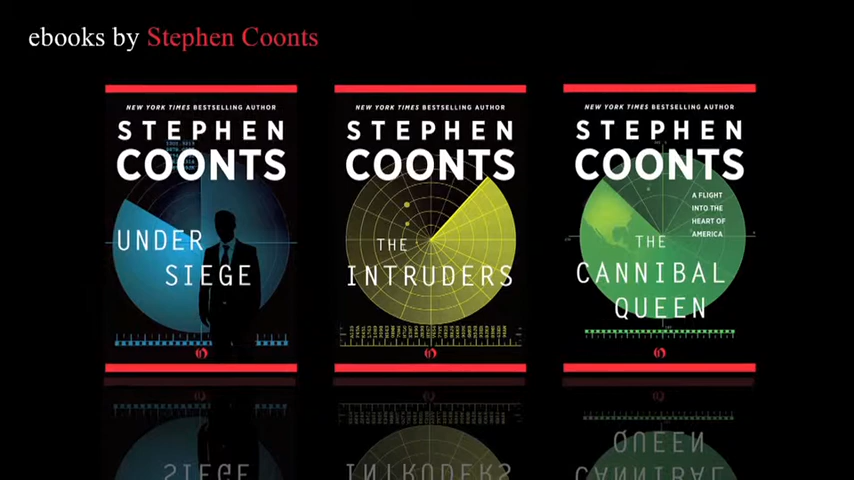 ebooks by Stephen Coonts
NEW YORK TIMES BESTSELLING AUTHOR
STEPHEN
COONTS
UNDER
SIEGE
NEW YORK TIMES BESTSELLING AUTHOR
STEPHEN
COONTS
THE
INTRUDERS
NEW YORK TIMES BESTSELLING AUTHOR
STEPHEN
COONTS
A FLIGHT
INTO THE
HEART OF
AMERICA
THE
CANNIBAL
QUEEN